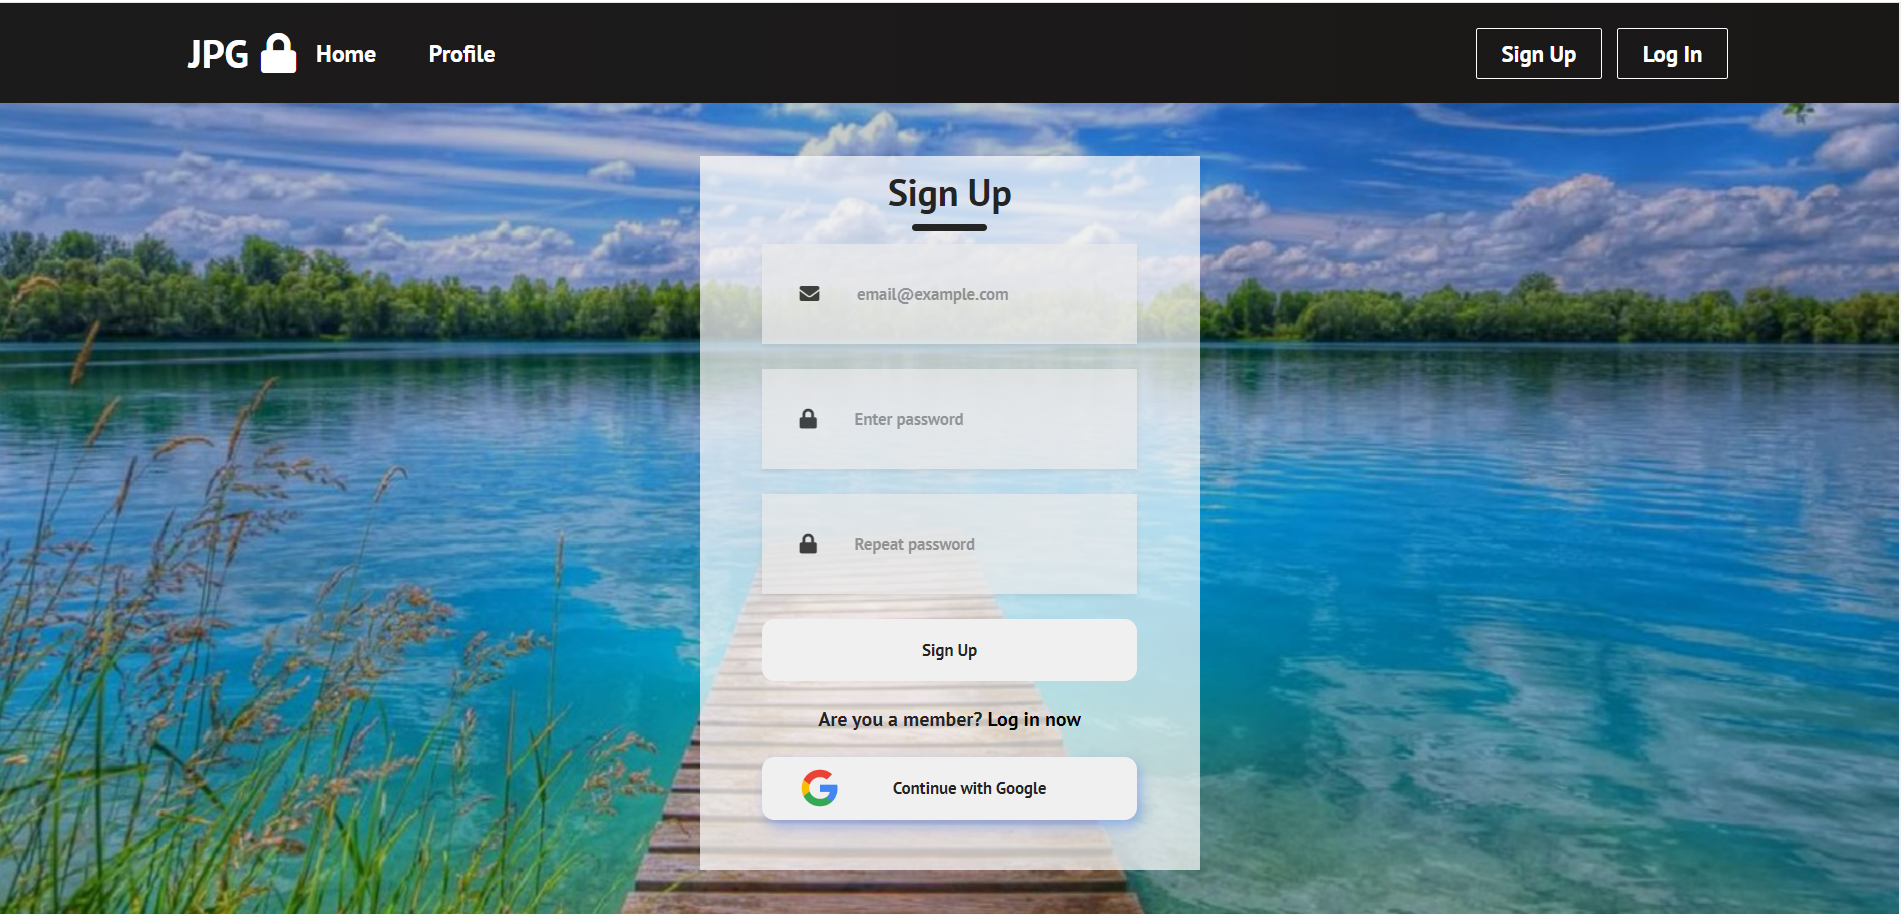 JPG Home Profile Sign Up Log In
Sign Up
email@example.com
Enter password
Repeat password
Sign Up
Are you a member? Log in now
Continue with Google